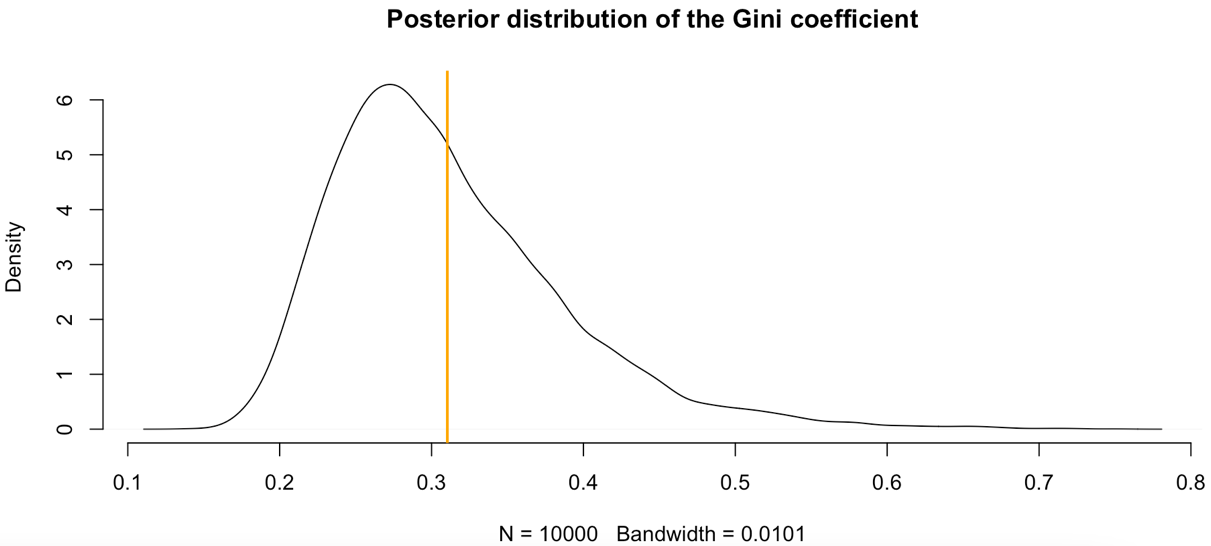 Posterior distribution of the Gini coefficient
6
5
4
3
2
1
0
Density
0.1 0.2 0.3 0.4 0.5 0.6 0.7 0.8
N = 10000 Bandwidth = 0.0101